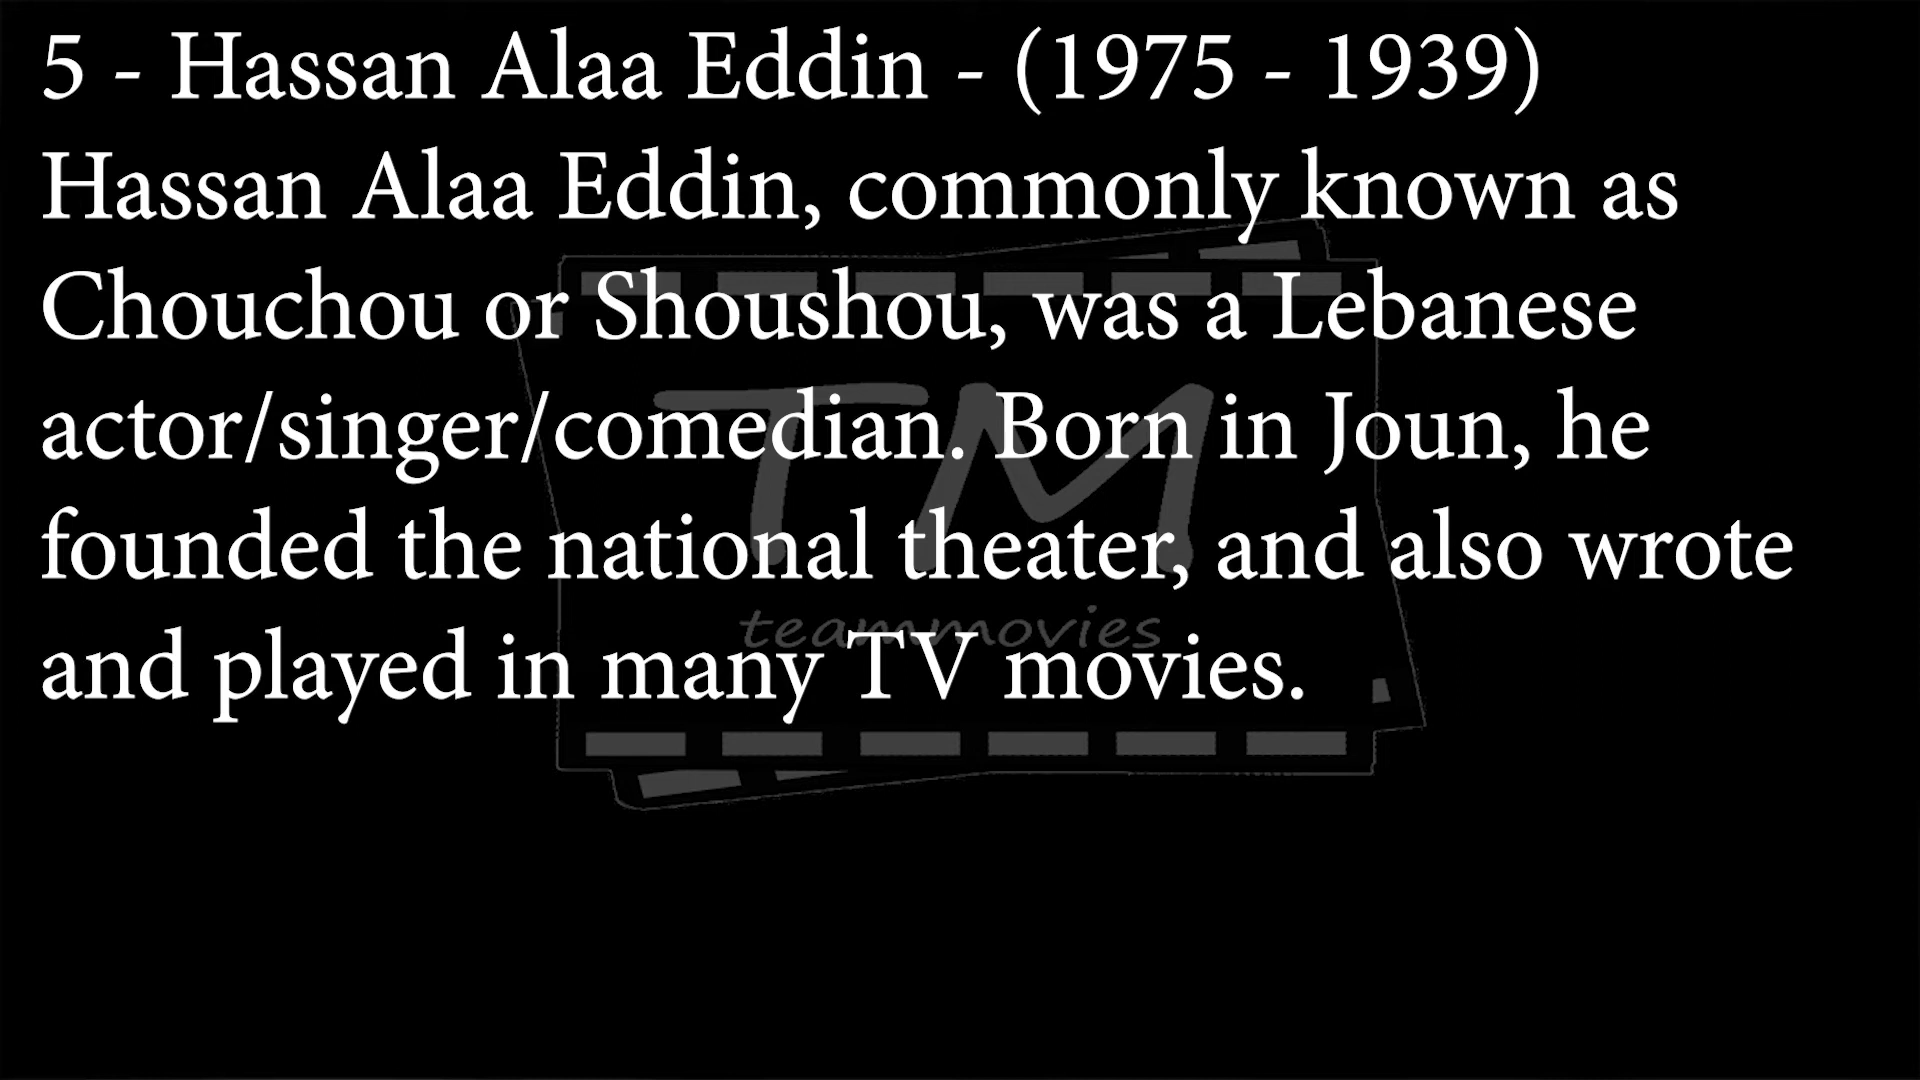 5 - Hassan Alaa Eddin - (1975 - 1939)
Hassan Alaa Eddin, commonly known as
Chouchou or Shoushou, was a Lebanese
actor/singer/comedian. Born in Joun, he
founded the national theater, and also wrote
and played in many TV movies.
TM
teammovies